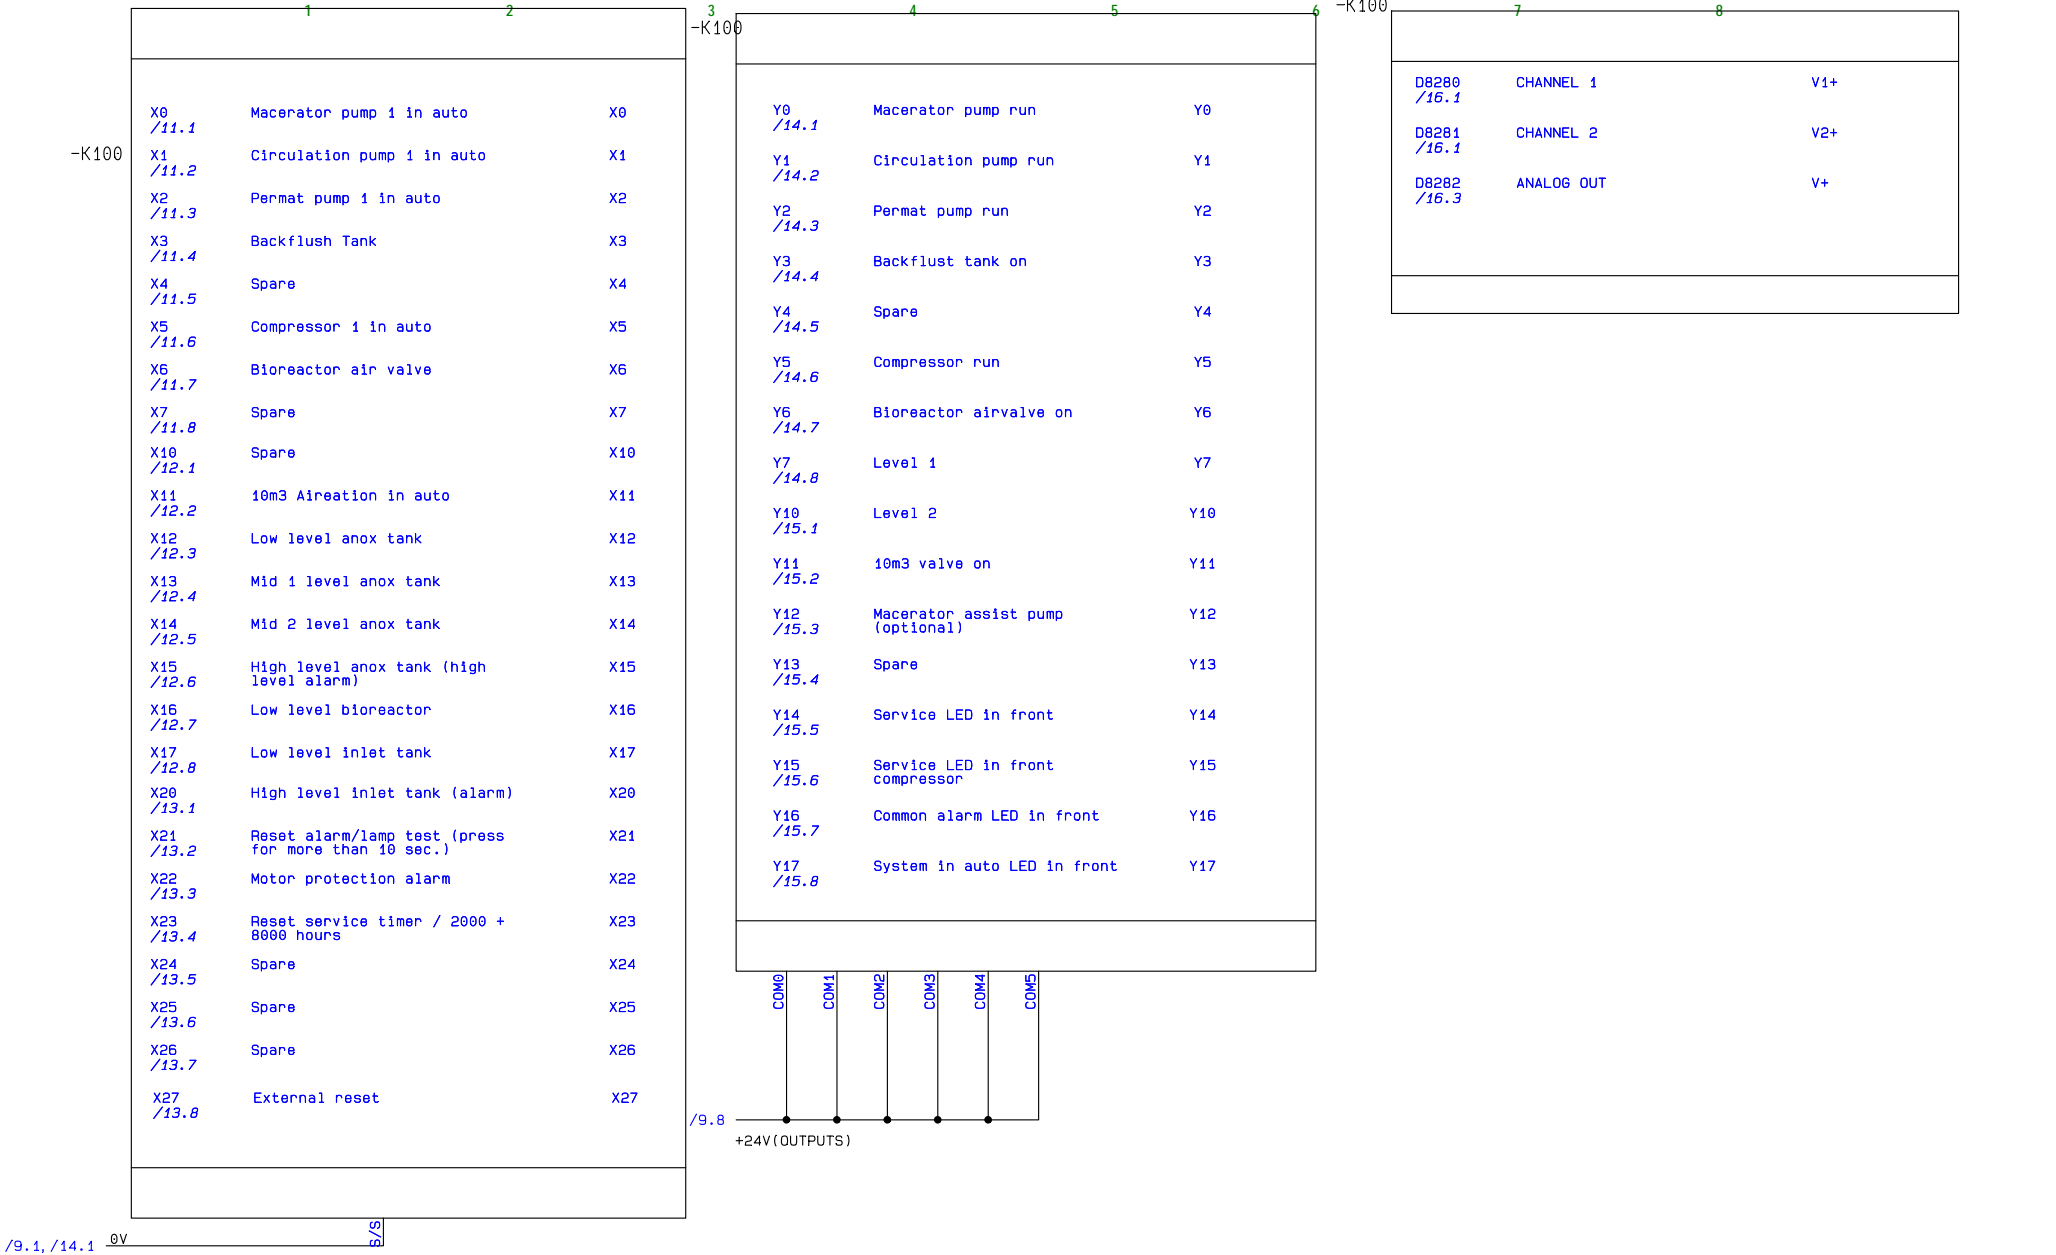 1 2 3 4 5 6 7 8
-K100
X0 Macerator pump 1 in auto X0
/11.1
X1 Circulation pump 1 in auto X1
/11.2
X2 Permat pump 1 in auto X2
/11.3
X3 Backflush Tank X3
/11.4
X4 Spare X4
/11.5
X5 Compressor 1 in auto X5
/11.6
X6 Bioreactor air valve X6
/11.7
X7 Spare X7
/11.8
X10 Spare X10
/12.1
X11 10m3 Aireation in auto X11
/12.2
X12 Low level anox tank X12
/12.3
X13 Mid 1 level anox tank X13
/12.4
X14 Mid 2 level anox tank X14
/12.5
X15 High level anox tank (high X15
/12.6 level alarm)
X16 Low level bioreactor X16
/12.7
X17 Low level inlet tank X17
/12.8
X20 High level inlet tank (alarm) X20
/13.1
X21 Reset alarm/lamp test (press X21
/13.2 for more than 10 sec.)
X22 Motor protection alarm X22
/13.3
X23 Reset service timer / 2000 + X23
/13.4 8000 hours
X24 Spare X24
/13.5
X25 Spare X25
/13.6
X26 Spare X26
/13.7
X27 External reset X27
/13.8
S/S
/9.1,/14.1 0V
-K100
Y0 Macerator pump run Y0
/14.1
Y1 Circulation pump run Y1
/14.2
Y2 Permat pump run Y2
/14.3
Y3 Backflust tank on Y3
/14.4
Y4 Spare Y4
/14.5
Y5 Compressor run Y5
/14.6
Y6 Bioreactor airvalve on Y6
/14.7
Y7 Level 1 Y7
/14.8
Y10 Level 2 Y10
/15.1
Y11 10m3 valve on Y11
/15.2
Y12 Macerator assist pump Y12
/15.3 (optional)
Y13 Spare Y13
/15.4
Y14 Service LED in front Y14
/15.5
Y15 Service LED in front Y15
/15.6 compressor
Y16 Common alarm LED in front Y16
/15.7
Y17 System in auto LED in front Y17
/15.8
COM0 COM1 COM2 COM3 COM4 COM5
/9.8
+24V(OUTPUTS)
-K100
D8280 CHANNEL 1 V1+
/16.1
D8281 CHANNEL 2 V2+
/16.1
D8282 ANALOG OUT V+
/16.3